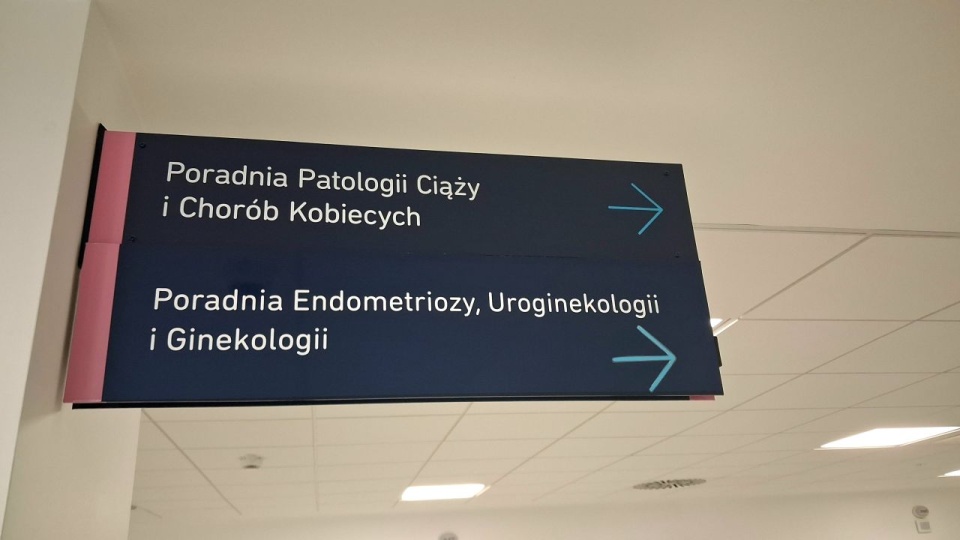 Poradnia Patologii Ciąży
i Chorób Kobiecych
Poradnia Endometriozy, Uroginekologii
i Ginekologii